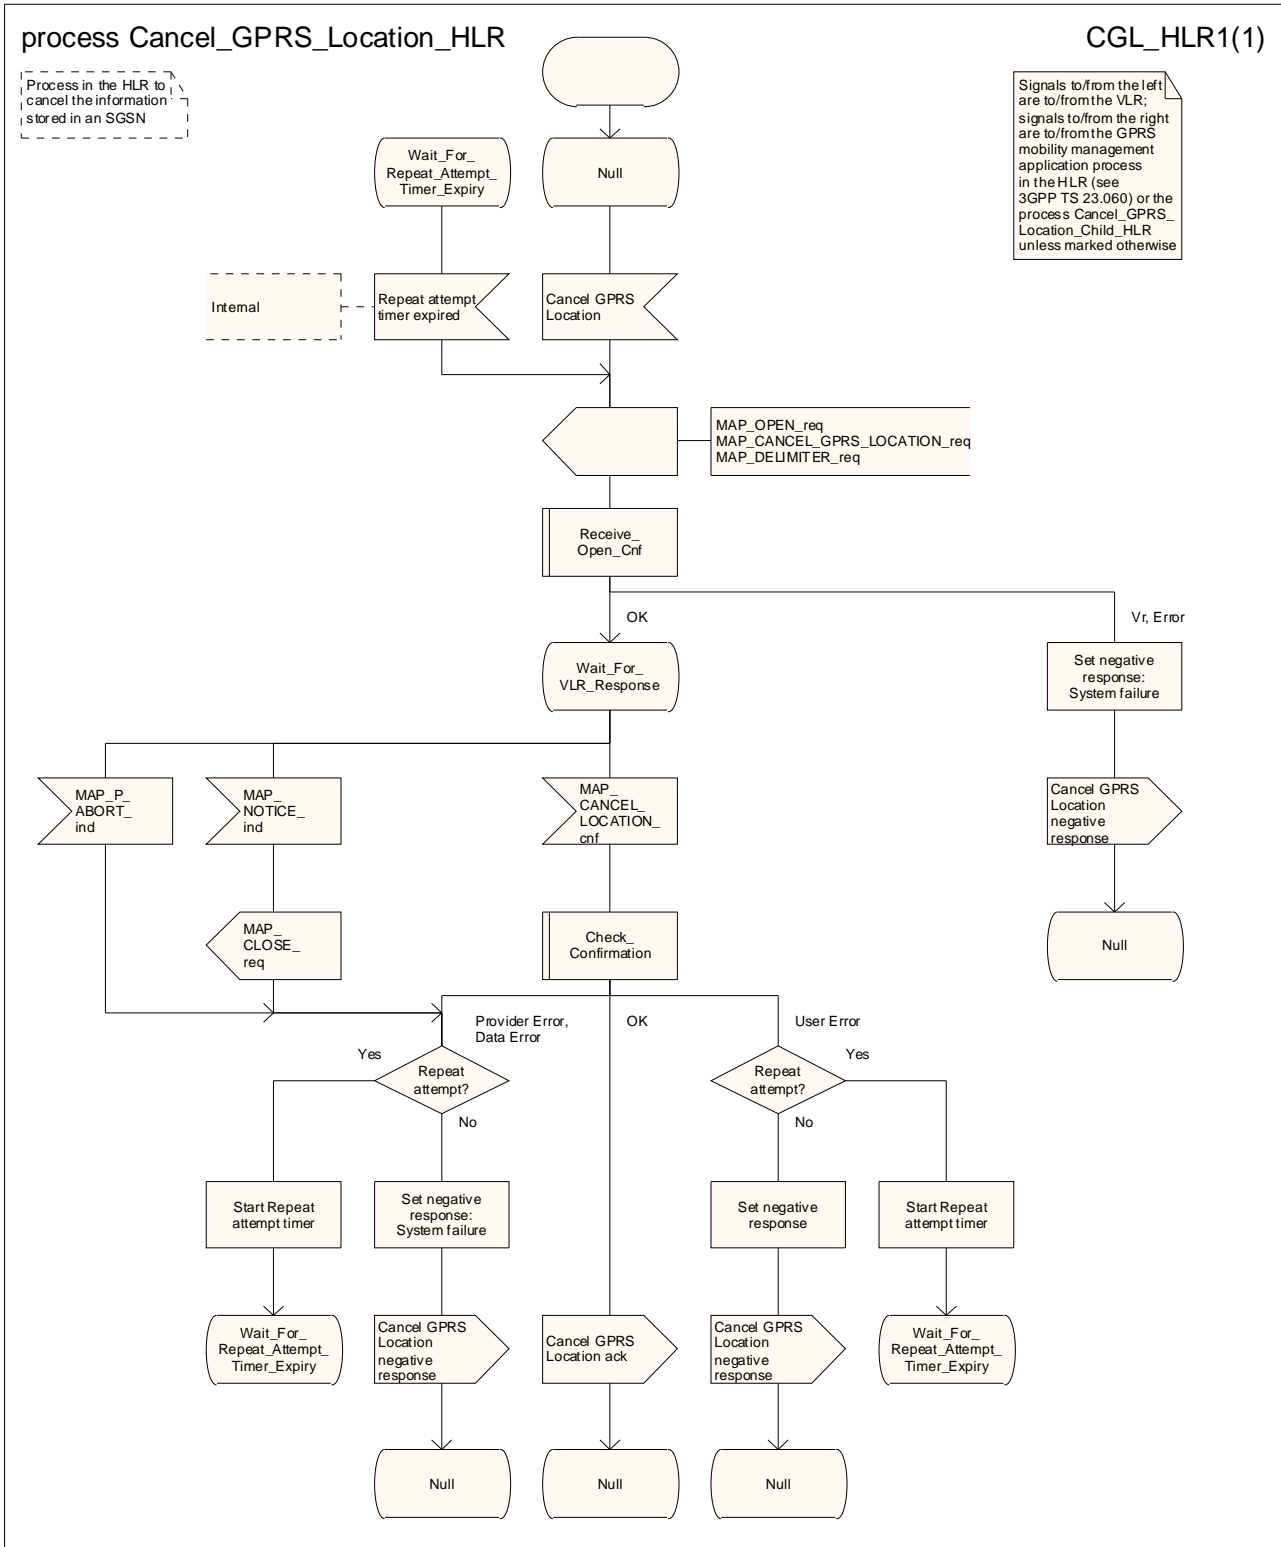 process Cancel_GPRS_Location_HLR
CGL_HLR1(1)
Process in the HLR to
cancel the information
stored in an SGSN
Signals to/from the left
are to/from the VLR;
signals to/from the right
are to/from the GPRS
mobility management
application process
in the HLR (see
3GPP TS 23.060) or the
process Cancel_GPRS_
Location_Child_HLR
unless marked otherwise
Wait_For_
Repeat_Attempt_
Timer_Expiry
Null
Internal
Repeat attempt
timer expired
Cancel GPRS
Location
MAP_OPEN_req
MAP_CANCEL_GPRS_LOCATION_req
MAP_DELIMITER_req
Receive_
Open_Cnf
OK
Vr, Error
Wait_For_
VLR_Response
Set negative
response:
System failure
MAP_P_
ABORT_
ind
MAP_
NOTICE_
ind
MAP_
CANCEL_
LOCATION_
cnf
Cancel GPRS
Location
negative
response
MAP_
CLOSE_
req
Check_
Confirmation
Null
Provider Error,
Data Error
OK
User Error
Yes
Repeat
attempt?
No
Repeat
attempt?
Yes
No
Start Repeat
attempt timer
Set negative
response:
System failure
Set negative
response
Start Repeat
attempt timer
Wait_For_
Repeat_Attempt_
Timer_Expiry
Cancel GPRS
Location
negative
response
Cancel GPRS
Location ack
Cancel GPRS
Location
negative
response
Wait_For_
Repeat_Attempt_
Timer_Expiry
Null
Null
Null